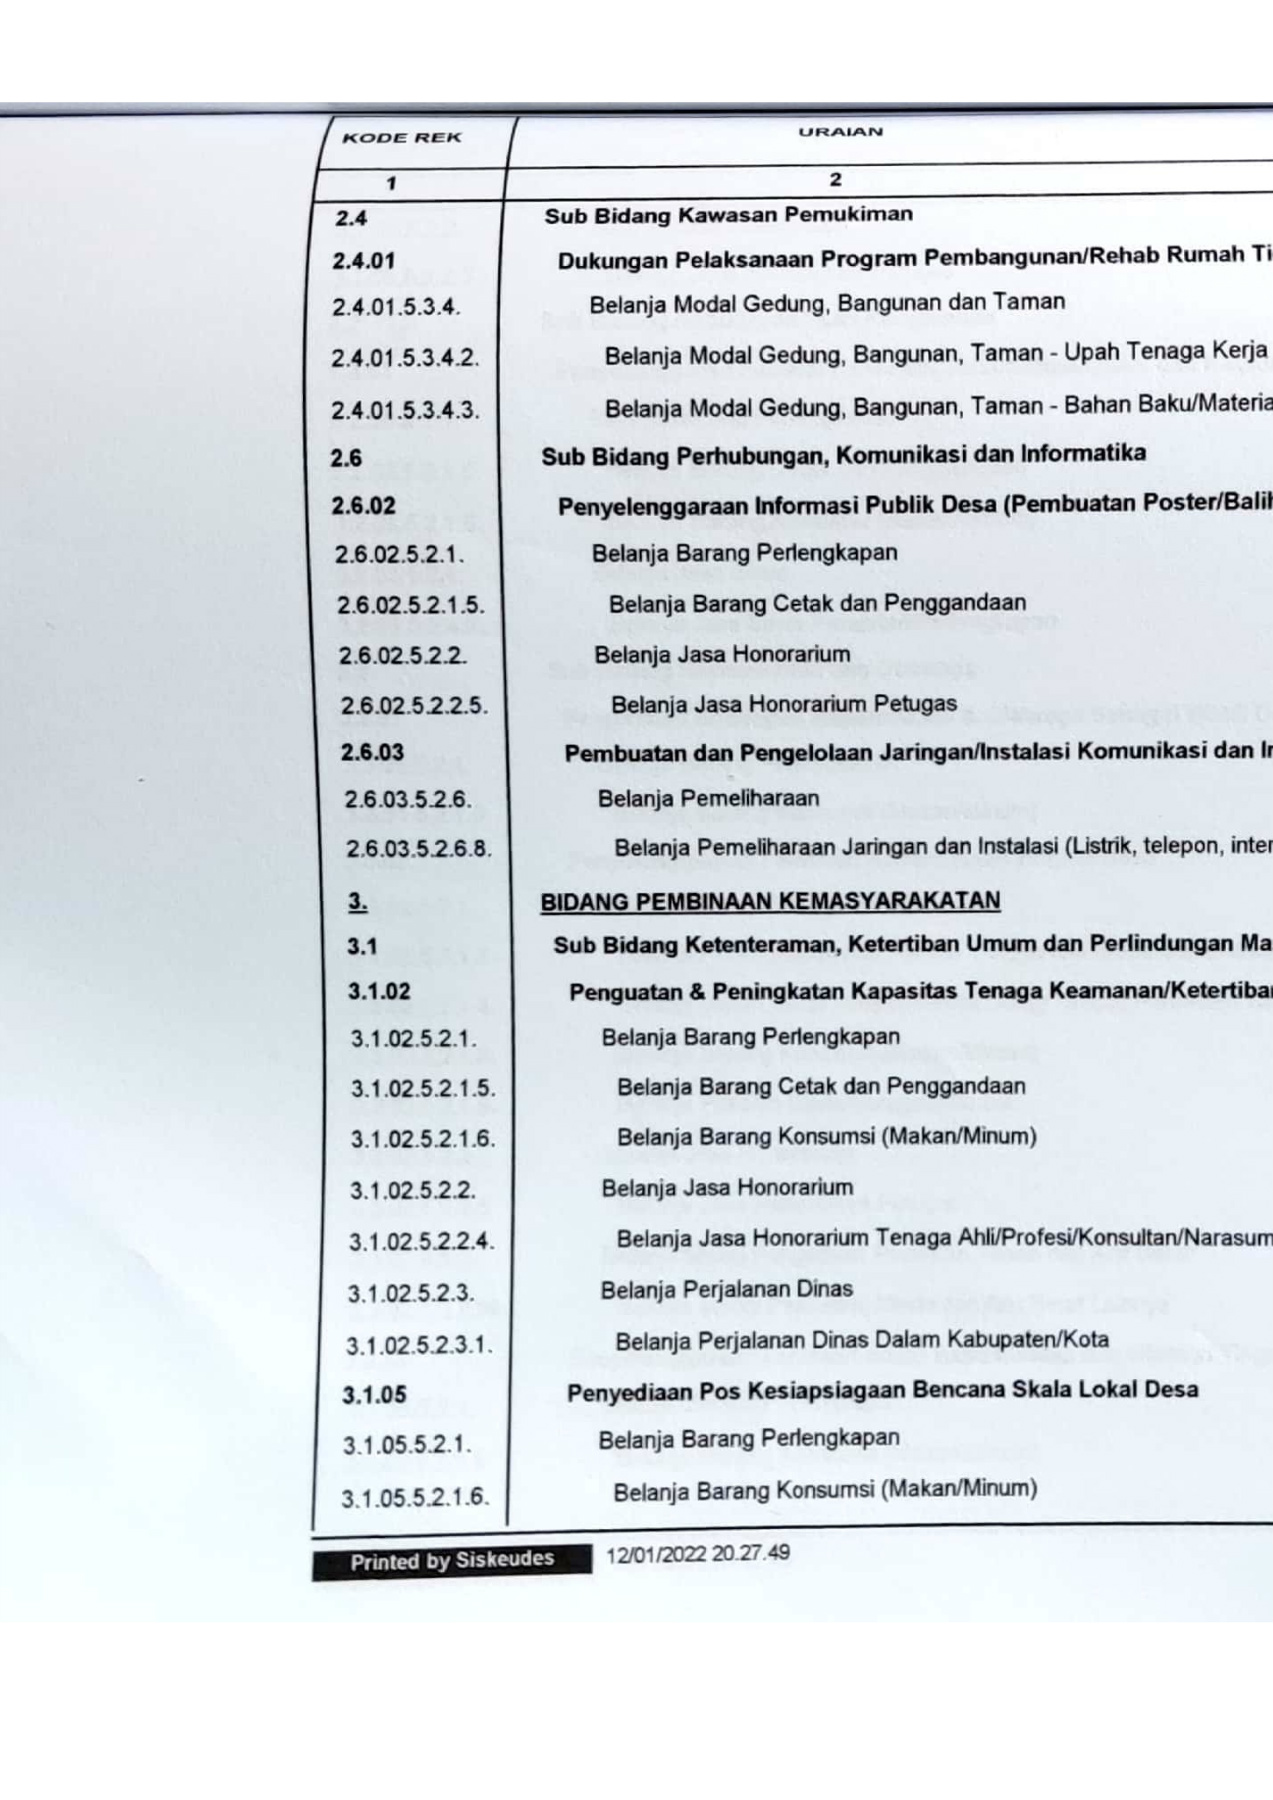 KODE REK URAIAN
1 2
2.4 Sub Bidang Kawasan Pemukiman
2.4.01 Dukungan Pelaksanaan Program Pembangunan/Rehab Rumah Ti
2.4.01.5.3.4. Belanja Modal Gedung, Bangunan dan Taman
2.4.01.5.3.4.2. Belanja Modal Gedung, Bangunan, Taman - Upah Tenaga Kerja
2.4.01.5.3.4.3. Belanja Modal Gedung, Bangunan, Taman - Bahan Baku/Materia
2.6 Sub Bidang Perhubungan, Komunikasi dan Informatika
2.6.02 Penyelenggaraan Informasi Publik Desa (Pembuatan Poster/Balih
2.6.02.5.2.1. Belanja Barang Perlengkapan
2.6.02.5.2.1.5. Belanja Barang Cetak dan Penggandaan
2.6.02.5.2.2. Belanja Jasa Honorarium
2.6.02.5.2.2.5. Belanja Jasa Honorarium Petugas
2.6.03 Pembuatan dan Pengelolaan Jaringan/Instalasi Komunikasi dan In
2.6.03.5.2.6. Belanja Pemeliharaan
2.6.03.5.2.6.8. Belanja Pemeliharaan Jaringan dan Instalasi (Listrik, telepon, inter
3. BIDANG PEMBINAAN KEMASYARAKATAN
3.1 Sub Bidang Ketenteraman, Ketertiban Umum dan Perlindungan Ma
3.1.02 Penguatan & Peningkatan Kapasitas Tenaga Keamanan/Ketertiban
3.1.02.5.2.1. Belanja Barang Perlengkapan
3.1.02.5.2.1.5. Belanja Barang Cetak dan Penggandaan
3.1.02.5.2.1.6. Belanja Barang Konsumsi (Makan/Minum)
3.1.02.5.2.2. Belanja Jasa Honorarium
3.1.02.5.2.2.4. Belanja Jasa Honorarium Tenaga Ahli/Profesi/Konsultan/Narasum
3.1.02.5.2.3. Belanja Perjalanan Dinas
3.1.02.5.2.3.1. Belanja Perjalanan Dinas Dalam Kabupaten/Kota
3.1.05 Penyediaan Pos Kesiapsiagaan Bencana Skala Lokal Desa
3.1.05.5.2.1. Belanja Barang Perlengkapan
3.1.05.5.2.1.6. Belanja Barang Konsumsi (Makan/Minum)
Printed by Siskeudes 12/01/2022 20.27.49